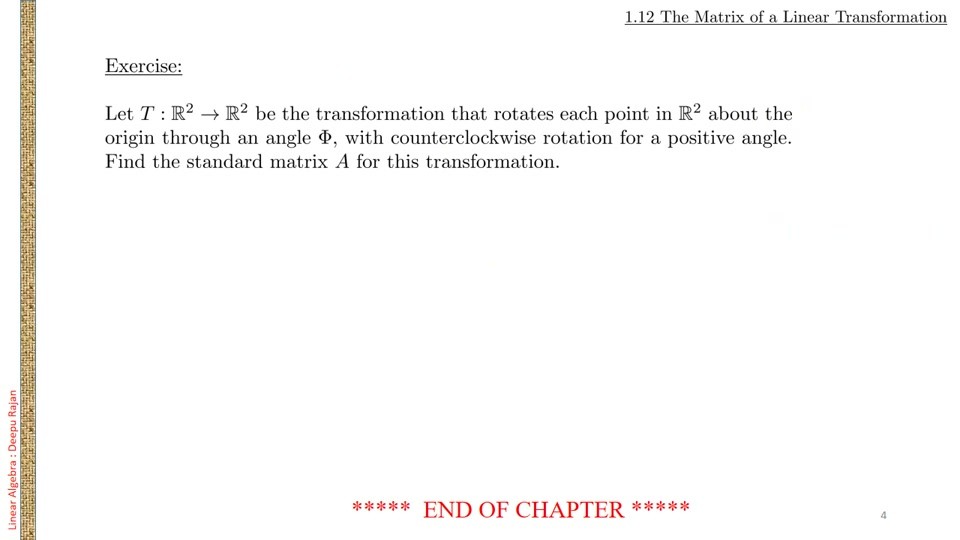 1.12 The Matrix of a Linear Transformation
Exercise:
Let T : ℝ² → ℝ² be the transformation that rotates each point in ℝ² about the
origin through an angle Φ, with counterclockwise rotation for a positive angle.
Find the standard matrix A for this transformation.
Linear Algebra : Deepu Rajan
***** END OF CHAPTER *****
4